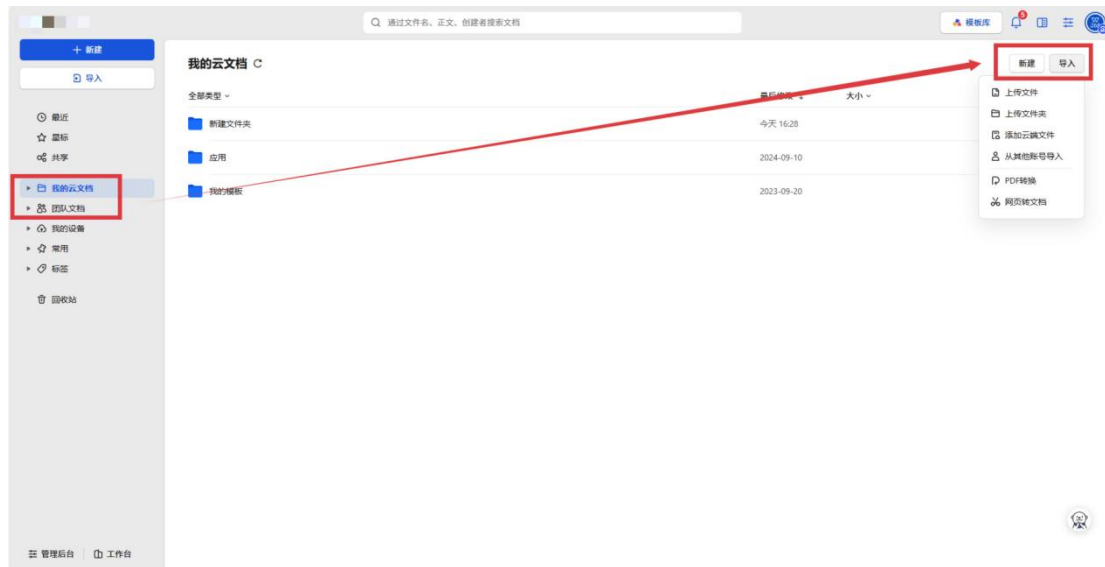 通过文件名、正文、创建者搜索文档
模板库
5
新建
导入
最近
星标
共享
我的云文档
团队文档
我的设备
常用
标签
回收站
管理后台
工作台
我的云文档
新建
导入
全部类型
大小
新建文件夹
今天 16:28
应用
2024-09-10
我的模板
2023-09-20
上传文件
上传文件夹
添加云端文件
从其他账号导入
PDF转换
网页转文档